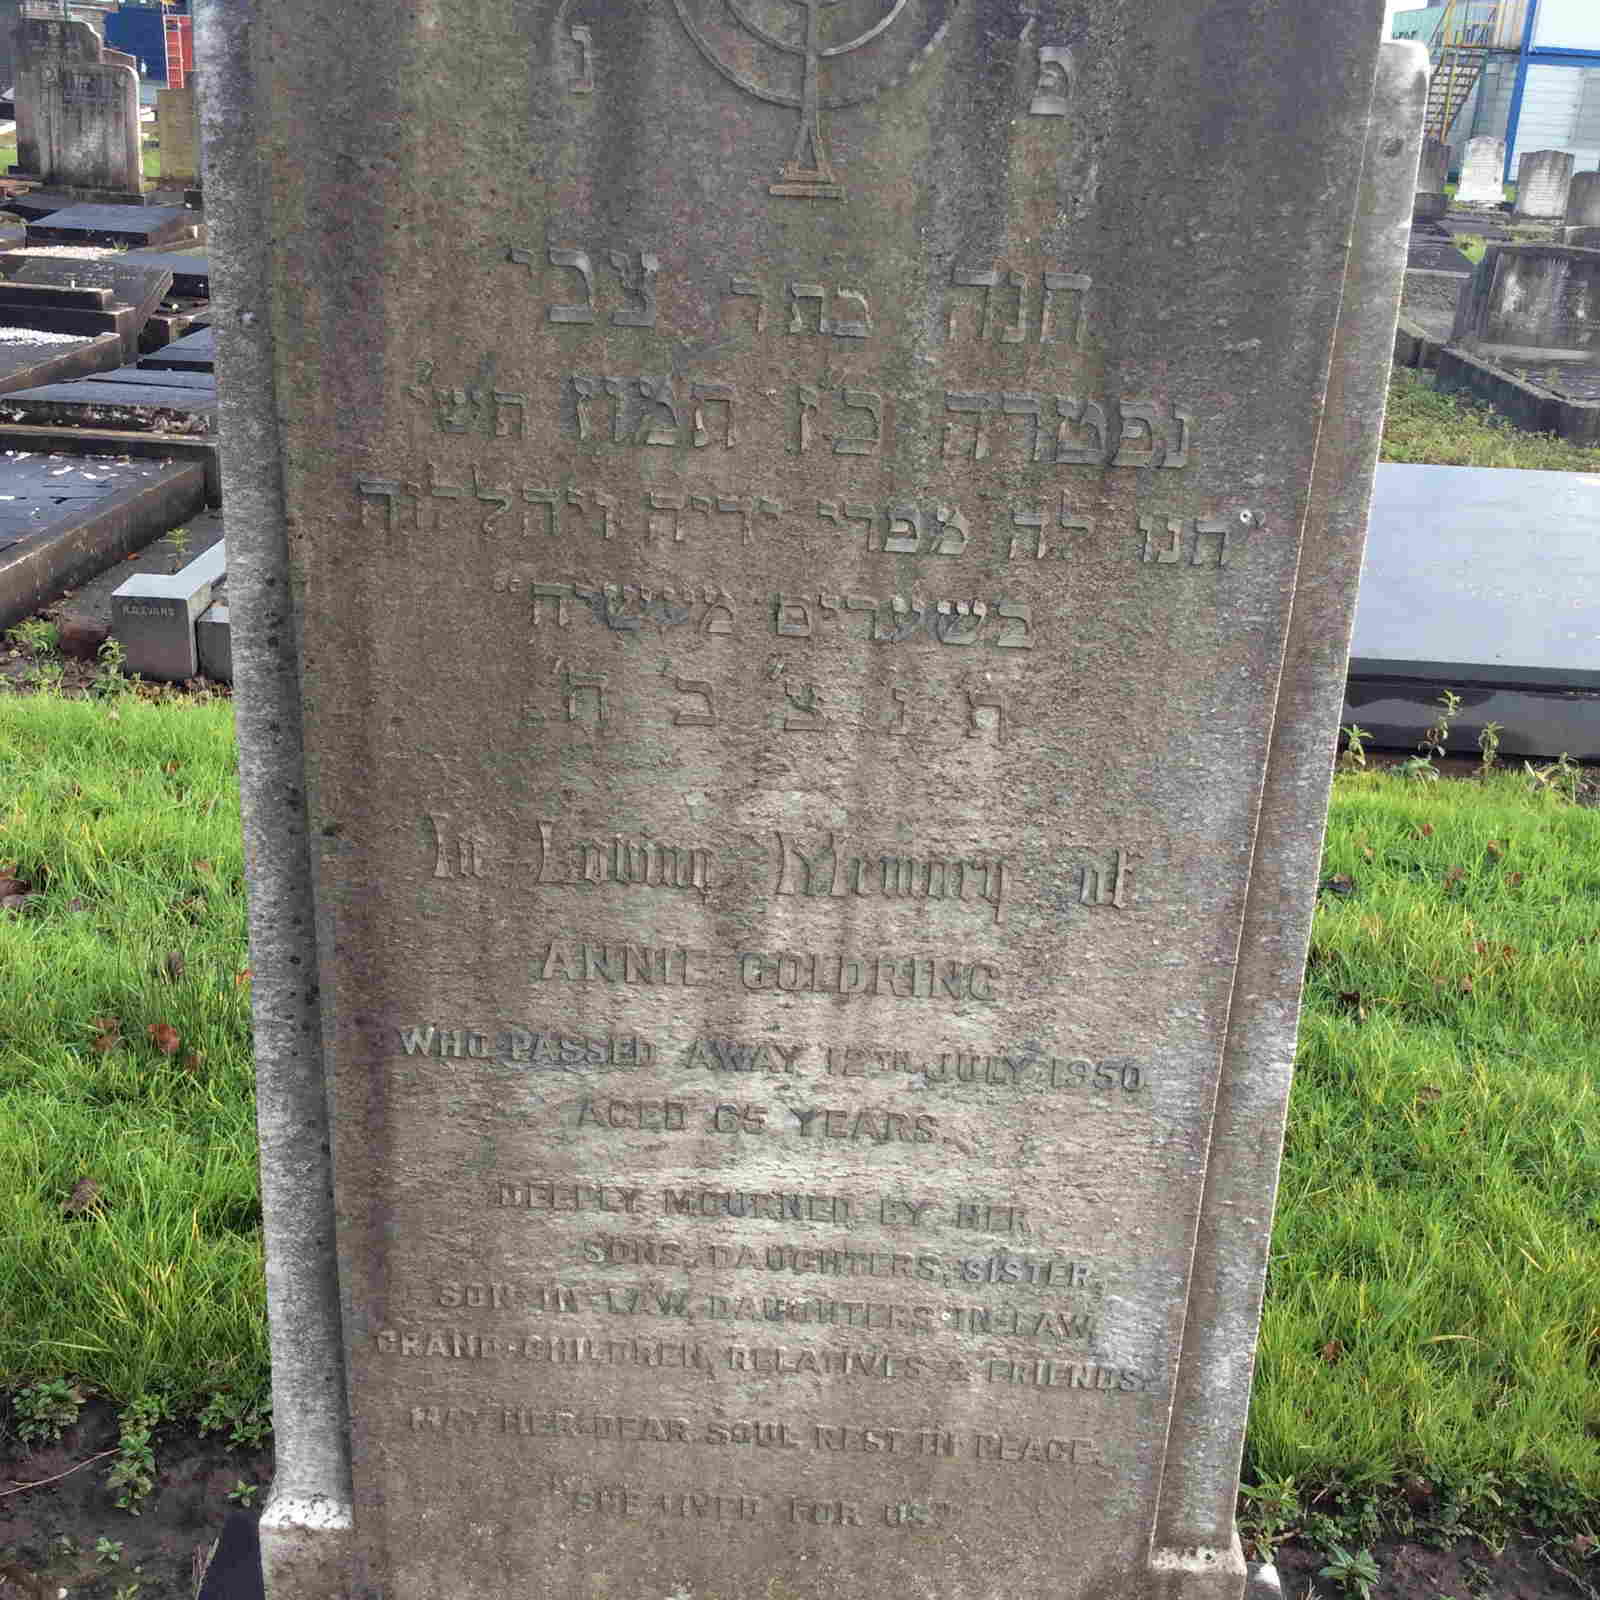 פ' נ'
חנה בת ר' צבי
נפטרה כ"ז תמוז תש"י
"תנו לה מפרי ידיה ויהללוה
בשערים מעשיה"
ת' נ' צ' ב' ה'
In Loving Memory of
ANNIE GOLDRING
WHO PASSED AWAY 12TH JULY 1950
AGED 65 YEARS.
DEEPLY MOURNED BY HER
SONS, DAUGHTERS, SISTER,
SON-IN-LAW, DAUGHTERS-IN-LAW,
GRAND-CHILDREN, RELATIVES & FRIENDS.
MAY HER DEAR SOUL REST IN PEACE.
"SHE LIVED FOR US"